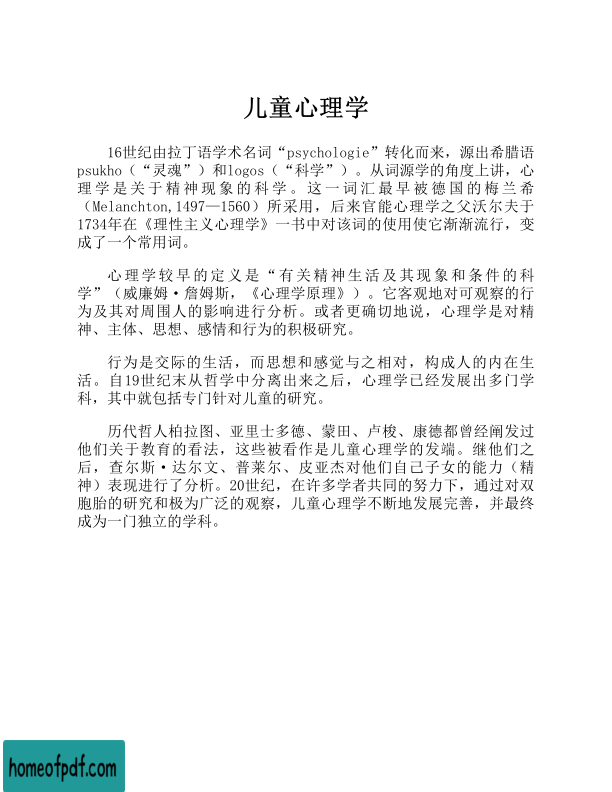 儿童心理学
16世纪由拉丁语学术名词“psychologie”转化而来，源出希腊语
psukho（“灵魂”）和logos（“科学”）。从词源学的角度上讲，心
理学是关于精神现象的科学。这一词汇最早被德国的梅兰希
（Melanchton,1497—1560）所采用，后来官能心理学之父沃尔夫于
1734年在《理性主义心理学》一书中对该词的使用使它渐渐流行，变
成了一个常用词。
心理学较早的定义是“有关精神生活及其现象和条件的科
学”（威廉姆·詹姆斯，《心理学原理》）。它客观地对可观察的行
为及其对周围人的影响进行分析。或者更确切地说，心理学是对精
神、主体、思想、感情和行为的积极研究。
行为是交际的生活，而思想和感觉与之相对，构成人的内在生
活。自19世纪末从哲学中分离出来之后，心理学已经发展出多门学
科，其中就包括专门针对儿童的研究。
历代哲人柏拉图、亚里士多德、蒙田、卢梭、康德都曾经阐发过
他们关于教育的看法，这些被看作是儿童心理学的发端。继他们之
后，查尔斯·达尔文、普莱尔、皮亚杰对他们自己子女的能力（精
神）表现进行了分析。20世纪，在许多学者共同的努力下，通过对双
胞胎的研究和极为广泛的观察，儿童心理学不断地发展完善，并最终
成为一门独立的学科。
homeofpdf.com